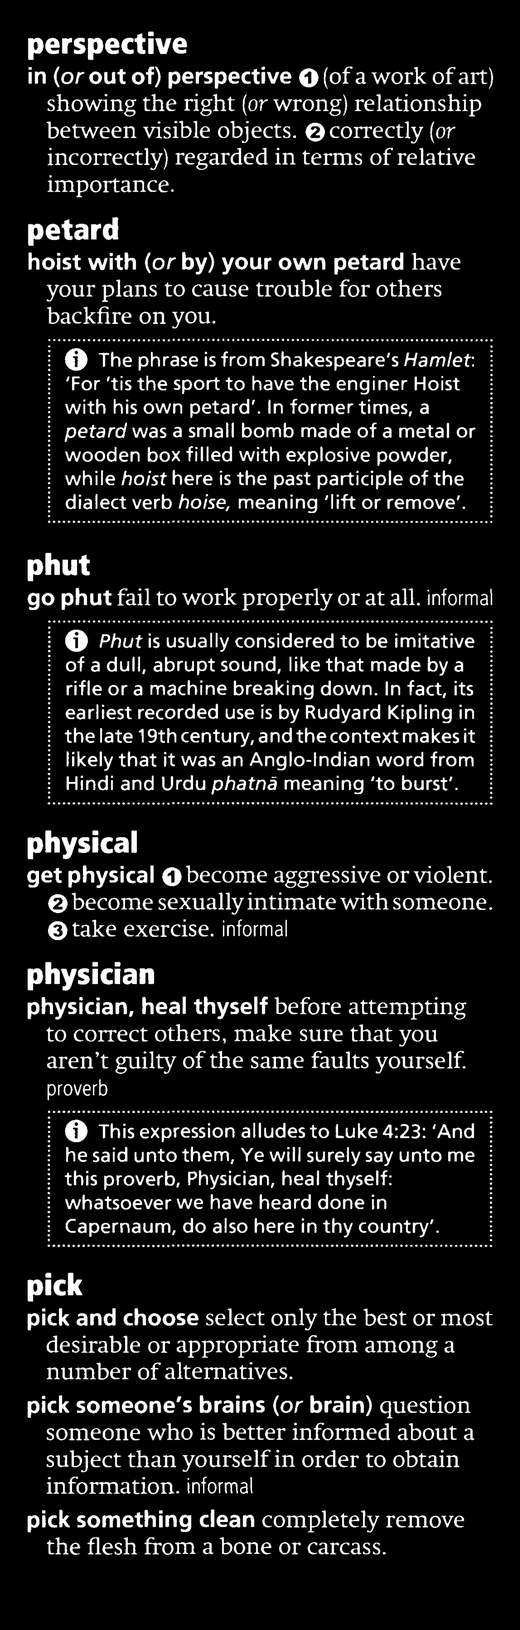 perspective
in (or out of) perspective ❶ (of a work of art)
showing the right (or wrong) relationship
between visible objects. ❷ correctly (or
incorrectly) regarded in terms of relative
importance.
petard
hoist with (or by) your own petard have
your plans to cause trouble for others
backfire on you.
ⓘ The phrase is from Shakespeare's Hamlet:
'For 'tis the sport to have the enginer Hoist
with his own petard'. In former times, a
petard was a small bomb made of a metal or
wooden box filled with explosive powder,
while hoist here is the past participle of the
dialect verb hoise, meaning 'lift or remove'.
phut
go phut fail to work properly or at all. informal
ⓘ Phut is usually considered to be imitative
of a dull, abrupt sound, like that made by a
rifle or a machine breaking down. In fact, its
earliest recorded use is by Rudyard Kipling in
the late 19th century, and the context makes it
likely that it was an Anglo-Indian word from
Hindi and Urdu phatnā meaning 'to burst'.
physical
get physical ❶ become aggressive or violent.
❷ become sexually intimate with someone.
❸ take exercise. informal
physician
physician, heal thyself before attempting
to correct others, make sure that you
aren't guilty of the same faults yourself.
proverb
ⓘ This expression alludes to Luke 4:23: 'And
he said unto them, Ye will surely say unto me
this proverb, Physician, heal thyself:
whatsoever we have heard done in
Capernaum, do also here in thy country'.
pick
pick and choose select only the best or most
desirable or appropriate from among a
number of alternatives.
pick someone's brains (or brain) question
someone who is better informed about a
subject than yourself in order to obtain
information. informal
pick something clean completely remove
the flesh from a bone or carcass.